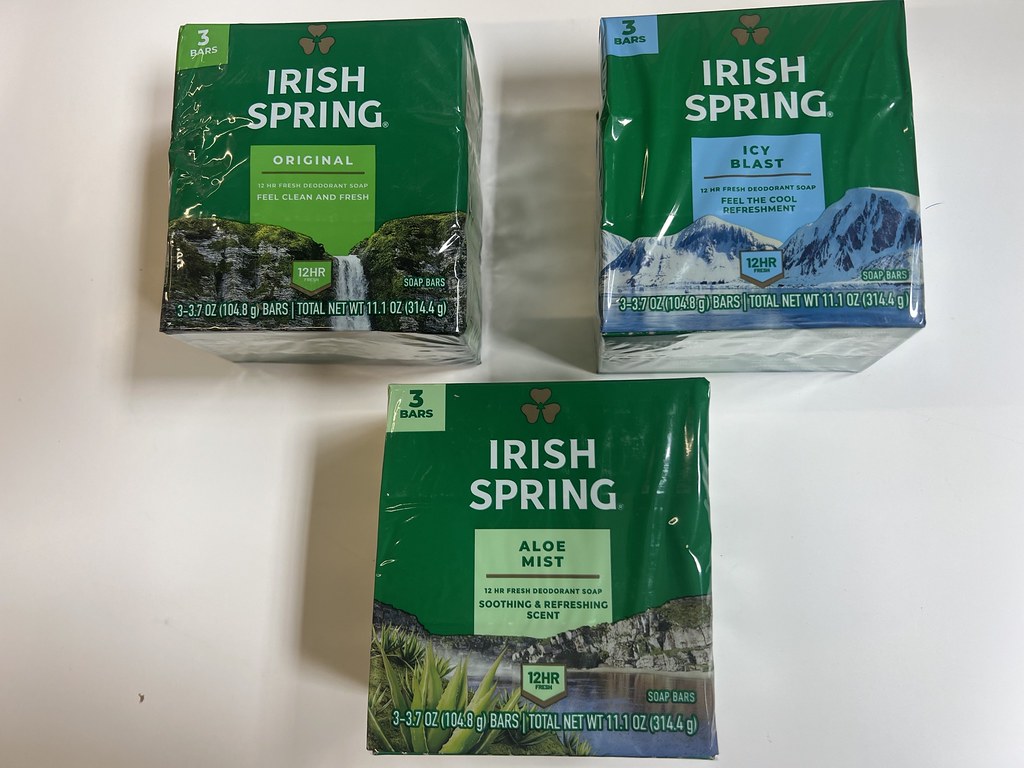 3
BARS
IRISH
SPRING®
ORIGINAL
12 HR FRESH DEODORANT SOAP
FEEL CLEAN AND FRESH
12HR
FRESH
SOAP BARS
3-3.7 OZ (104.8 g) BARS | TOTAL NET WT 11.1 OZ (314.4 g)
3
BARS
IRISH
SPRING®
ICY
BLAST
12 HR FRESH DEODORANT SOAP
FEEL THE COOL
REFRESHMENT
12HR
FRESH
SOAP BARS
3-3.7 OZ (104.8 g) BARS | TOTAL NET WT 11.1 OZ (314.4 g)
3
BARS
IRISH
SPRING
ALOE
MIST
12 HR FRESH DEODORANT SOAP
SOOTHING & REFRESHING
SCENT
12HR
FRESH
SOAP BARS
3-3.7 OZ (104.8 g) BARS | TOTAL NET WT 11.1 OZ (314.4 g)